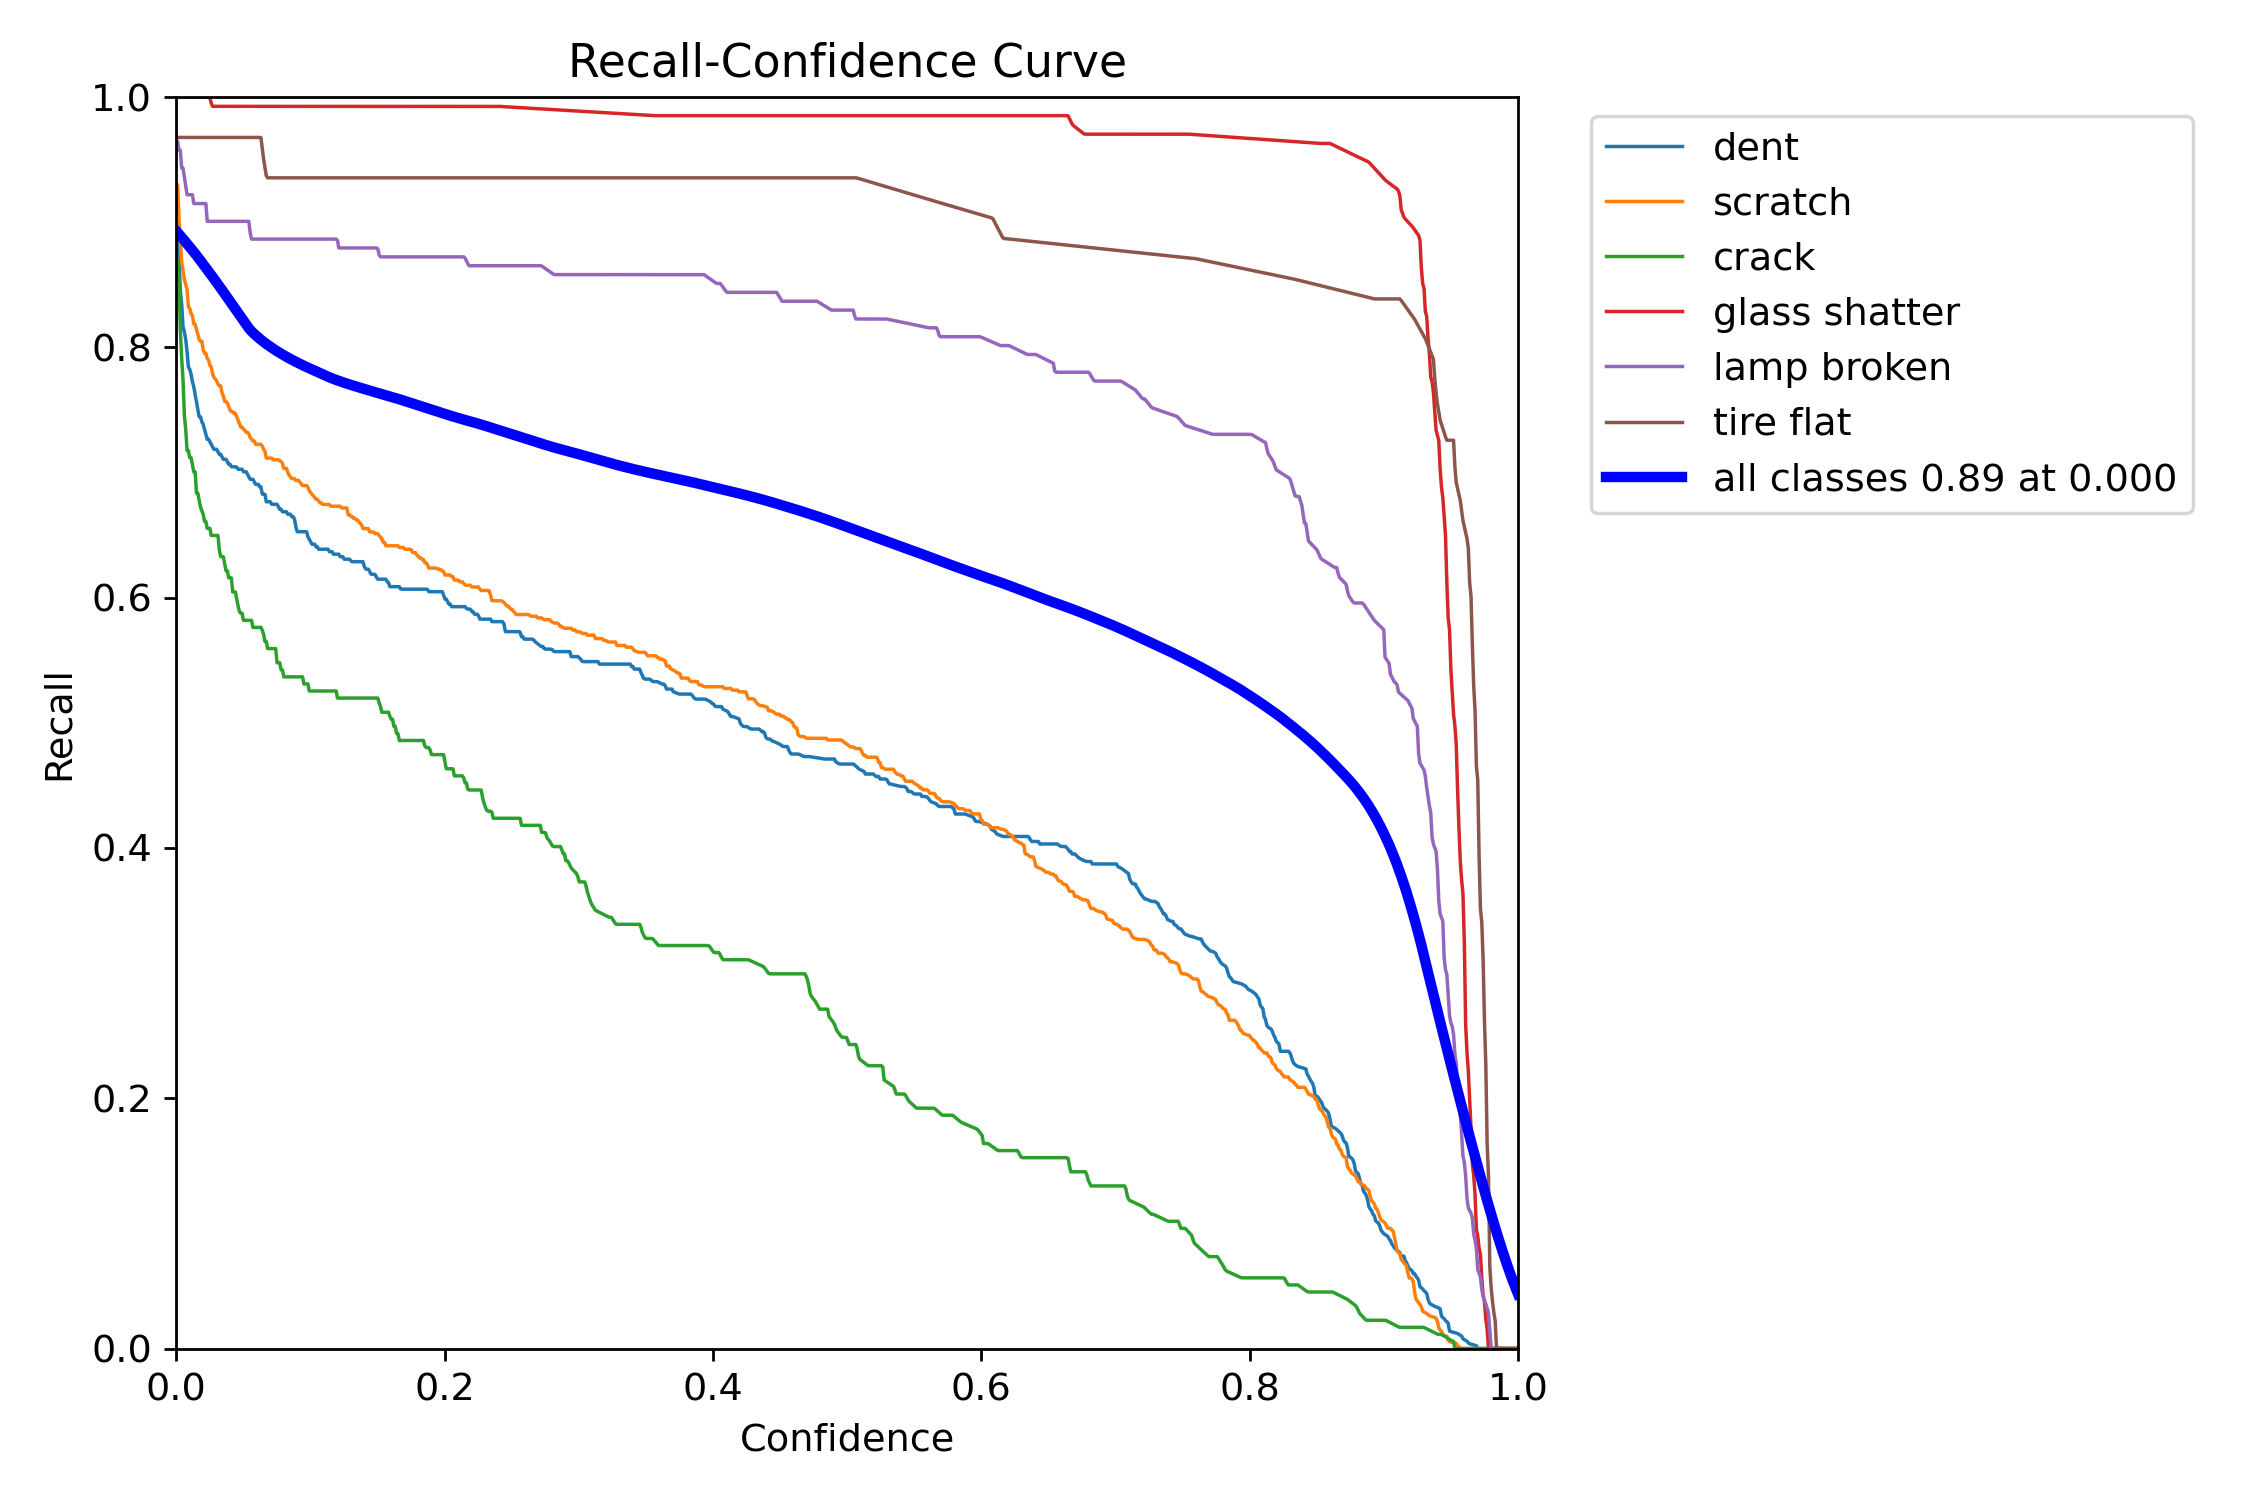 Recall-Confidence Curve
1.0
0.8
0.6
0.4
0.2
0.0
Recall
0.0 0.2 0.4 0.6 0.8 1.0
Confidence
dent
scratch
crack
glass shatter
lamp broken
tire flat
all classes 0.89 at 0.000